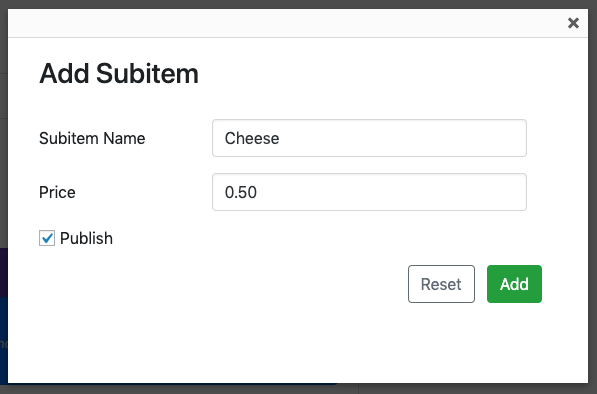 Add Subitem
Subitem Name Cheese
Price 0.50
Publish
Reset Add